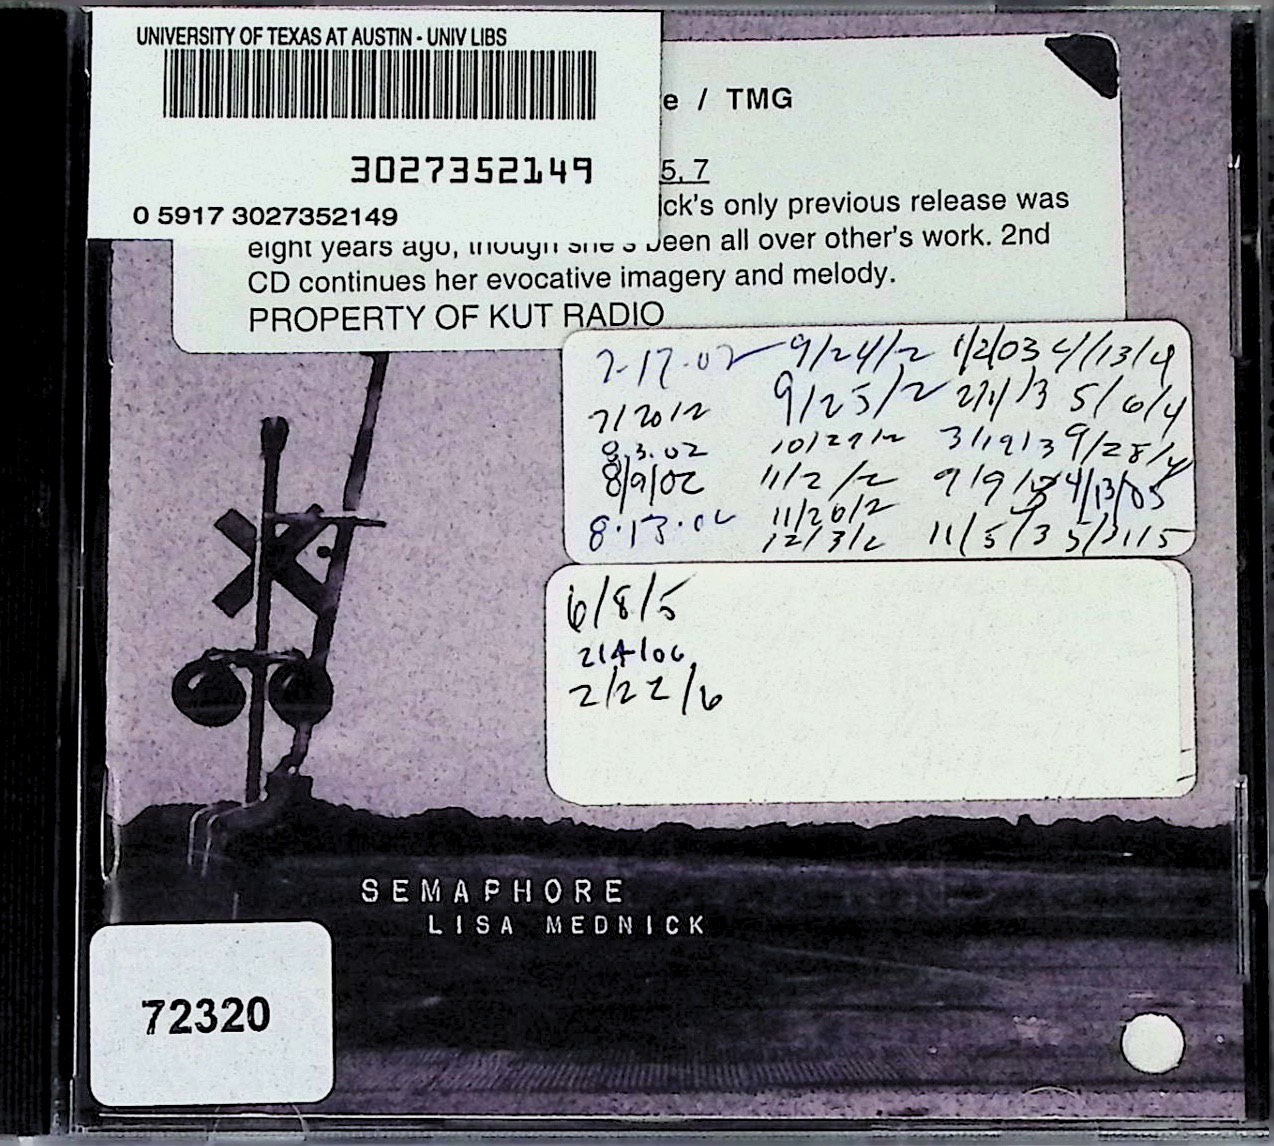 UNIVERSITY OF TEXAS AT AUSTIN - UNIV LIBS
3027352149
0 5917 3027352149
e / TMG
5, 7
ick's only previous release was
eight years ago, though she's been all over other's work. 2nd
CD continues her evocative imagery and melody.
PROPERTY OF KUT RADIO
7-17-02 9/24/2 1/2/03 4/13/4
7/20/2 9/25/2 2/1/3 5/6/4
8.3.02 10/29/2 3/19/3 9/28/4
8/9/02 11/2/2 9/9/3 4/13/05
8.13.02 11/20/2
12/3/2 11/5/3 5/31/5
6/8/5
2/4/06
2/22/6
SEMAPHORE
LISA MEDNICK
72320